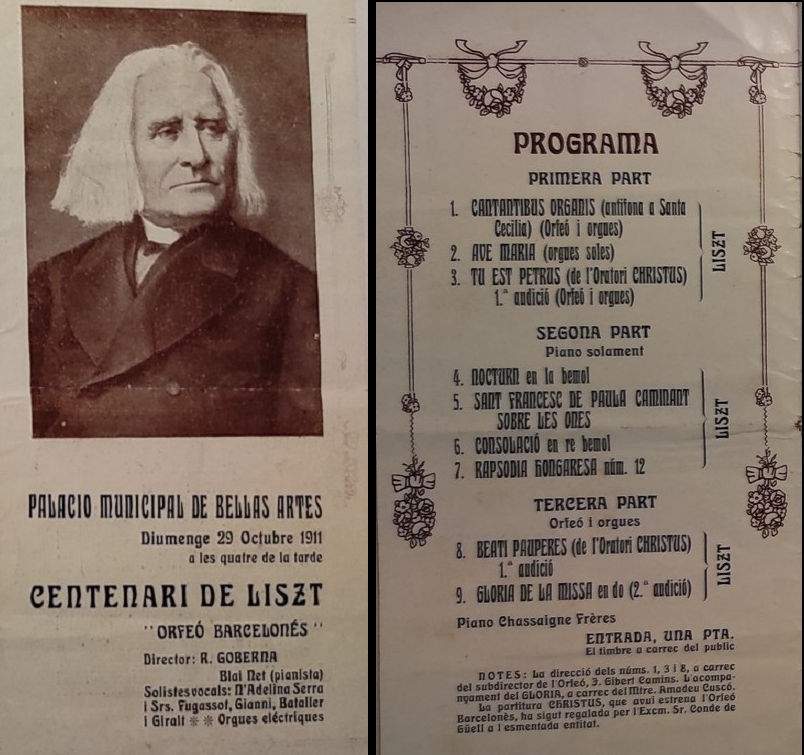 PALACIO MUNICIPAL DE BELLAS ARTES
Diumenge 29 Octubre 1911
a les quatre de la tarde
CENTENARI DE LISZT
"ORFEÓ BARCELONÉS"
Director: R. GOBERNA
Blai Net (pianista)
Solistes vocals: N'Adelina Serra
i Srs. Fugassot, Gianni, Bataller
i Giralt ** Orgues eléctriques
PROGRAMA
PRIMERA PART
1. CANTANTIBUS ORGANIS (antifona a Santa
Cecilia) (Orfeó i orgues)
2. AVE MARIA (orgues soles)
3. TU EST PETRUS (de l'Oratori CHRISTUS)
1.ª audició (Orfeó i orgues)
LISZT
SEGONA PART
Piano solament
4. NOCTURN en la bemol
5. SANT FRANCESC DE PAULA CAMINANT
SOBRE LES ONES
6. CONSOLACIÓ en re bemol
7. RAPSODIA HONGARESA núm. 12
LISZT
TERCERA PART
Orfeó i orgues
8. BEATI PAUPERES (de l'Oratori CHRISTUS)
1.ª audició
9. GLORIA DE LA MISSA en do (2.ª audició)
LISZT
Piano Chassaigne Frères
ENTRADA, UNA PTA.
El timbre a carrec del public
NOTES: La direcció dels núms. 1, 3 i 8, a carrec
del subdirector de l'Orfeó, J. Gibert Camins. L'acompa-
nyament del GLORIA, a carrec del Mtre. Amadeu Cuscó.
La partitura CHRISTUS, que avui estrena l'Orfeó
Barcelonès, ha sigut regalada per l'Excm. Sr. Conde de
Güell a l esmentada entitat.